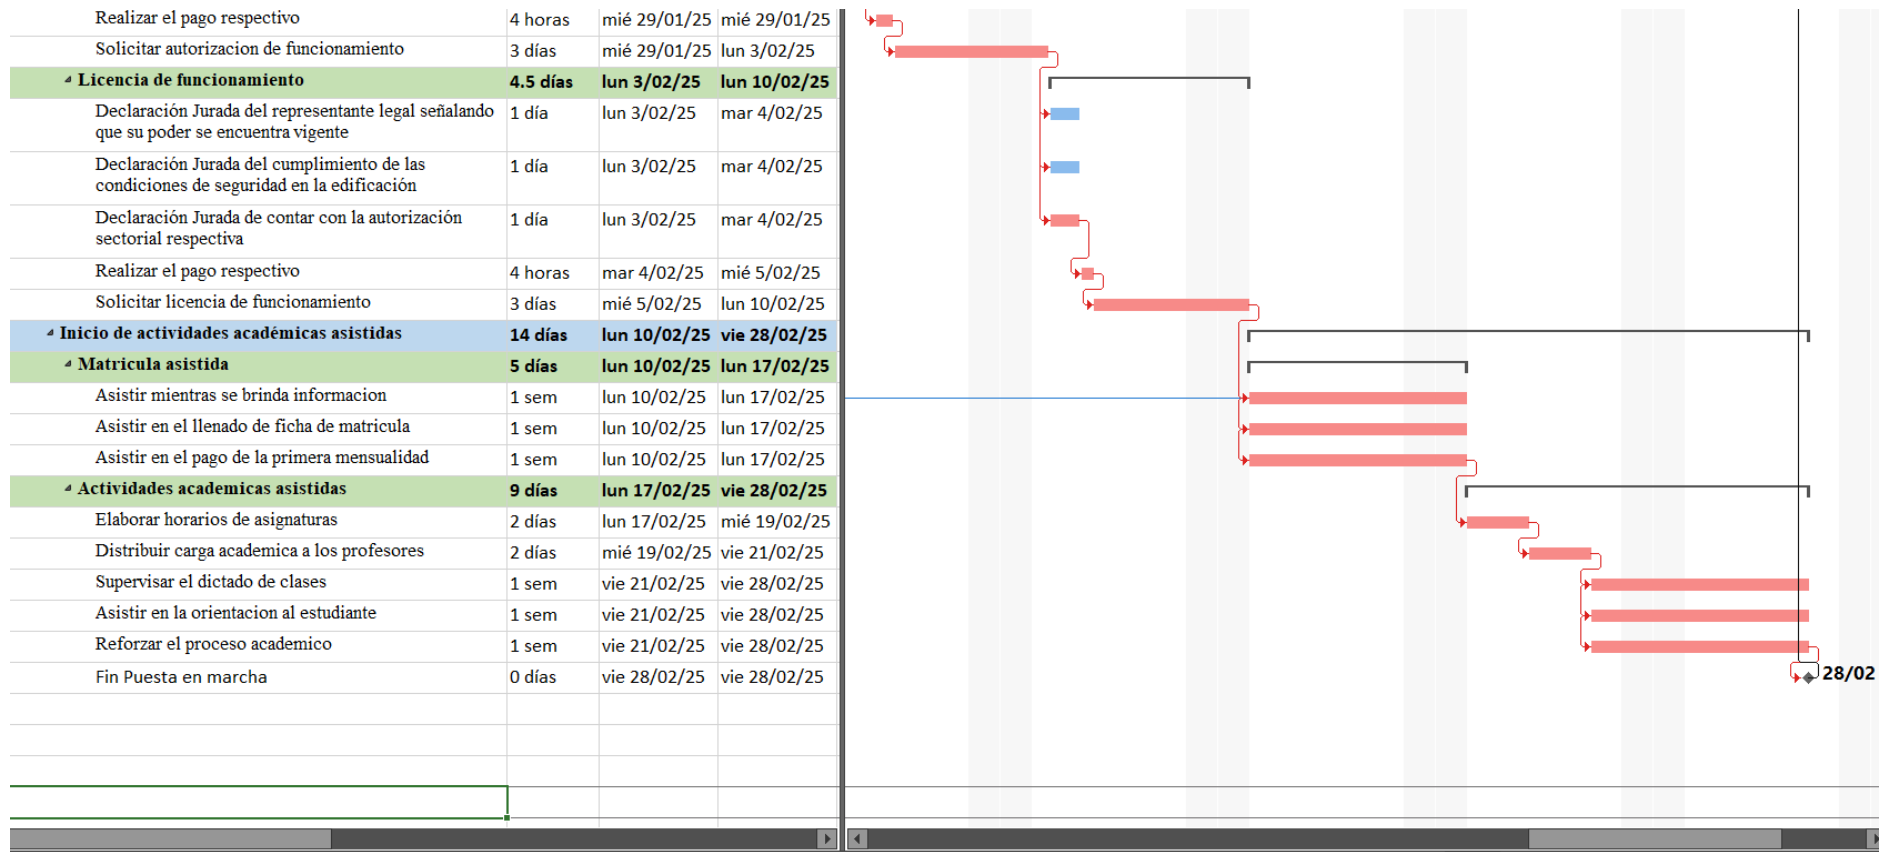 Realizar el pago respectivo 4 horas mié 29/01/25 mié 29/01/25
Solicitar autorizacion de funcionamiento 3 días mié 29/01/25 lun 3/02/25
Licencia de funcionamiento 4.5 días lun 3/02/25 lun 10/02/25
Declaración Jurada del representante legal señalando 1 día lun 3/02/25 mar 4/02/25
que su poder se encuentra vigente
Declaración Jurada del cumplimiento de las 1 día lun 3/02/25 mar 4/02/25
condiciones de seguridad en la edificación
Declaración Jurada de contar con la autorización 1 día lun 3/02/25 mar 4/02/25
sectorial respectiva
Realizar el pago respectivo 4 horas mar 4/02/25 mié 5/02/25
Solicitar licencia de funcionamiento 3 días mié 5/02/25 lun 10/02/25
Inicio de actividades académicas asistidas 14 días lun 10/02/25 vie 28/02/25
Matricula asistida 5 días lun 10/02/25 lun 17/02/25
Asistir mientras se brinda informacion 1 sem lun 10/02/25 lun 17/02/25
Asistir en el llenado de ficha de matricula 1 sem lun 10/02/25 lun 17/02/25
Asistir en el pago de la primera mensualidad 1 sem lun 10/02/25 lun 17/02/25
Actividades academicas asistidas 9 días lun 17/02/25 vie 28/02/25
Elaborar horarios de asignaturas 2 días lun 17/02/25 mié 19/02/25
Distribuir carga academica a los profesores 2 días mié 19/02/25 vie 21/02/25
Supervisar el dictado de clases 1 sem vie 21/02/25 vie 28/02/25
Asistir en la orientacion al estudiante 1 sem vie 21/02/25 vie 28/02/25
Reforzar el proceso academico 1 sem vie 21/02/25 vie 28/02/25
Fin Puesta en marcha 0 días vie 28/02/25 vie 28/02/25
28/02